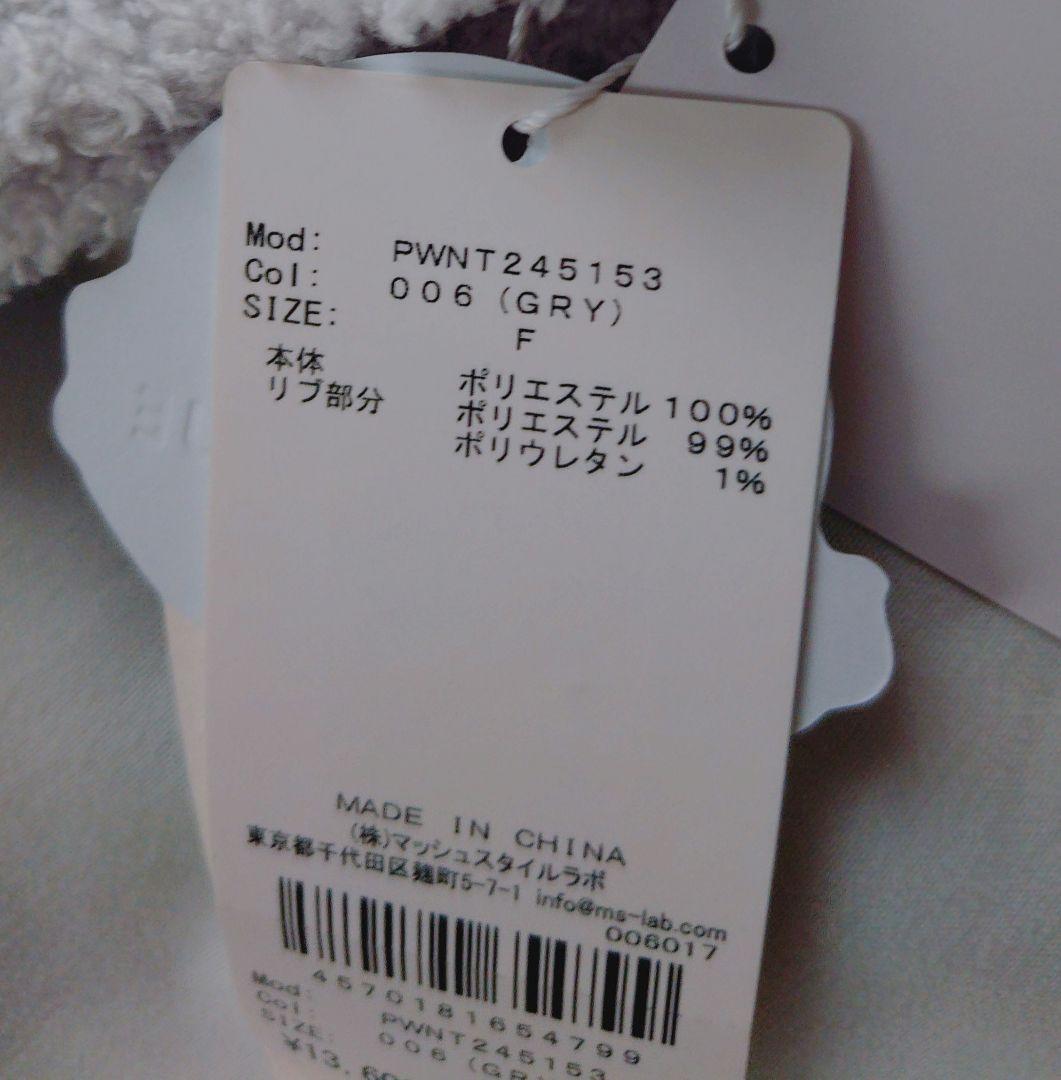 Mod: PWNT245153
Col: 006 (GRY)
SIZE: F
本体 ポリエステル 100%
リブ部分 ポリエステル 99%
ポリウレタン 1%
MADE IN CHINA
(株)マッシュスタイルラボ
東京都千代田区麹町5-7-1 info@ms-lab.com
006017
4570181654799
Mod: PWNT245153
Col: 006 (GR
SIZE:
¥13,60